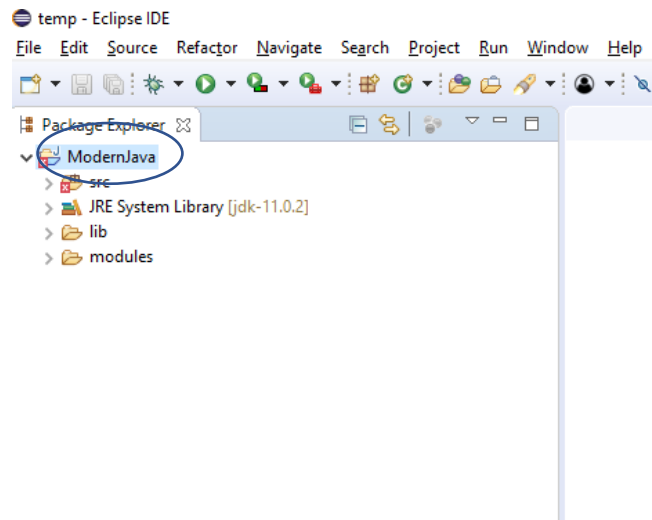 temp - Eclipse IDE
File Edit Source Refactor Navigate Search Project Run Window Help
Package Explorer
ModernJava
src
JRE System Library [jdk-11.0.2]
lib
modules